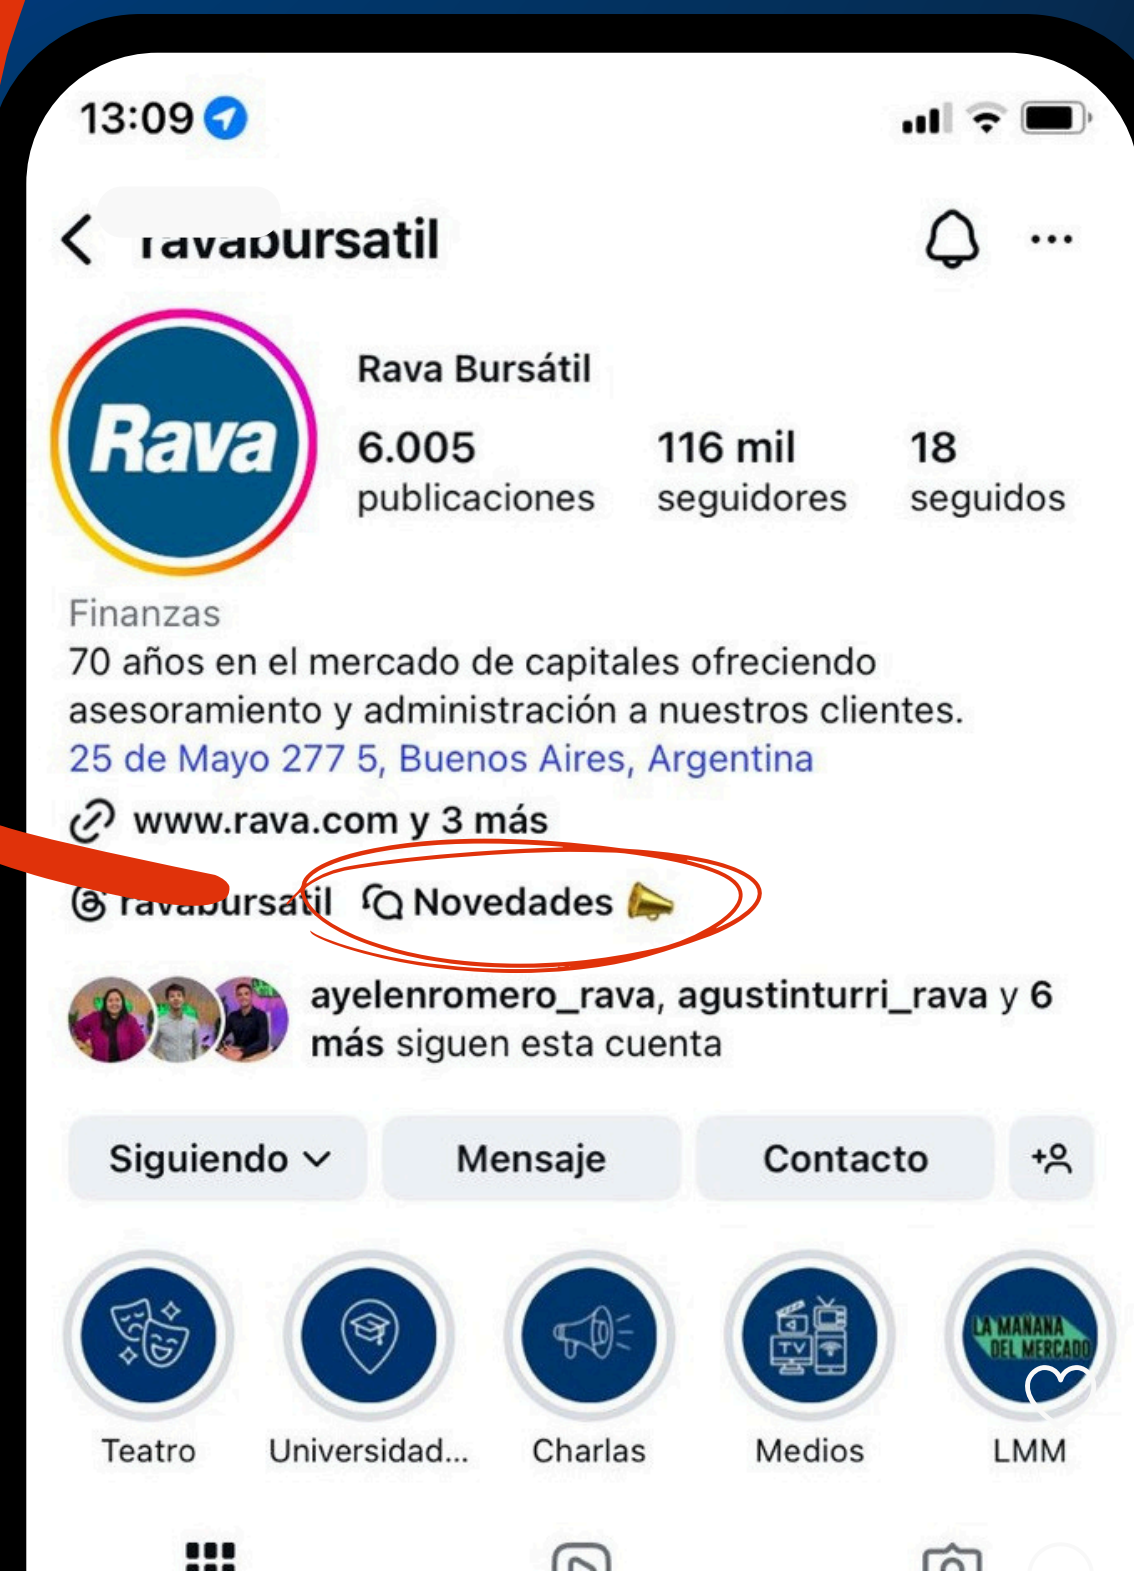 13:09
ravabursatil
Rava
Rava Bursátil
6.005 116 mil 18
publicaciones seguidores seguidos
Finanzas
70 años en el mercado de capitales ofreciendo
asesoramiento y administración a nuestros clientes.
25 de Mayo 277 5, Buenos Aires, Argentina
www.rava.com y 3 más
ravabursatil Novedades
ayelenromero_rava, agustinturri_rava y 6
más siguen esta cuenta
Siguiendo Mensaje Contacto
TV
LA MAÑANA
DEL MERCADO
Teatro Universidad... Charlas Medios LMM